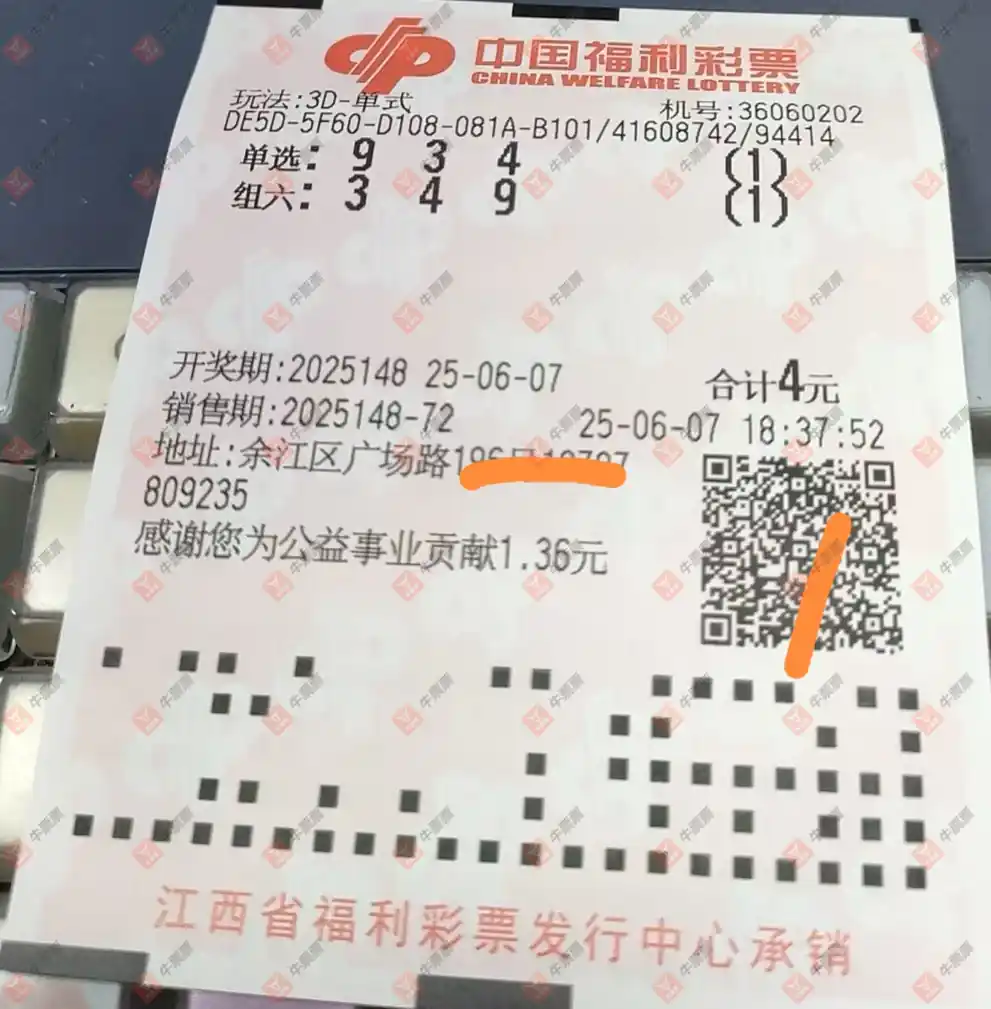 中国福利彩票
CHINA WELFARE LOTTERY
玩法:3D-单式 机号:36060202
DE5D-5F60-D108-081A-B101/41608742/94414
单选: 9 3 4 (1)
组六: 3 4 9 (1)
开奖期:2025148 25-06-07 合计4元
销售期:2025148-72 25-06-07 18:37:52
地址:余江区广场路
809235
感谢您为公益事业贡献1.36元
江西省福利彩票发行中心承销
牛票票